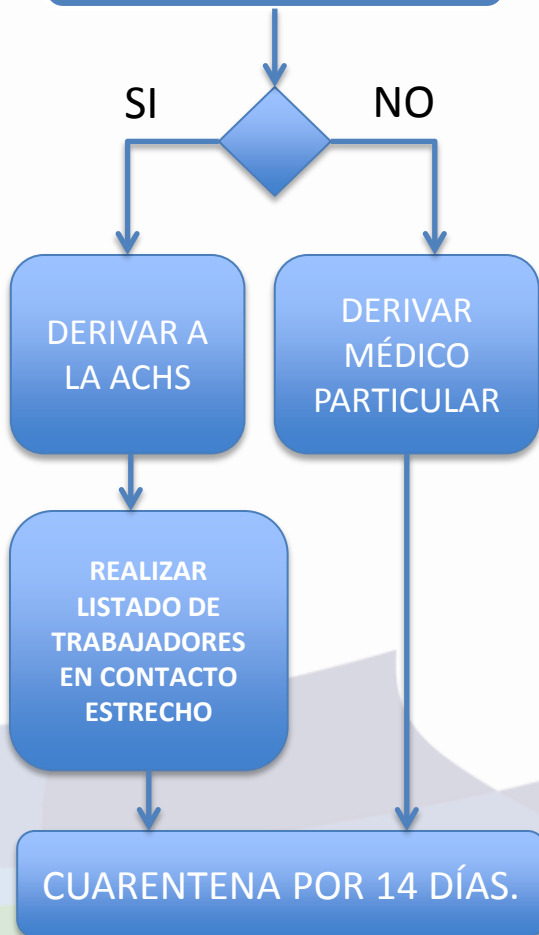 SI
NO
DERIVAR A
LA ACHS
DERIVAR
MÉDICO
PARTICULAR
REALIZAR
LISTADO DE
TRABAJADORES
EN CONTACTO
ESTRECHO
CUARENTENA POR 14 DÍAS.